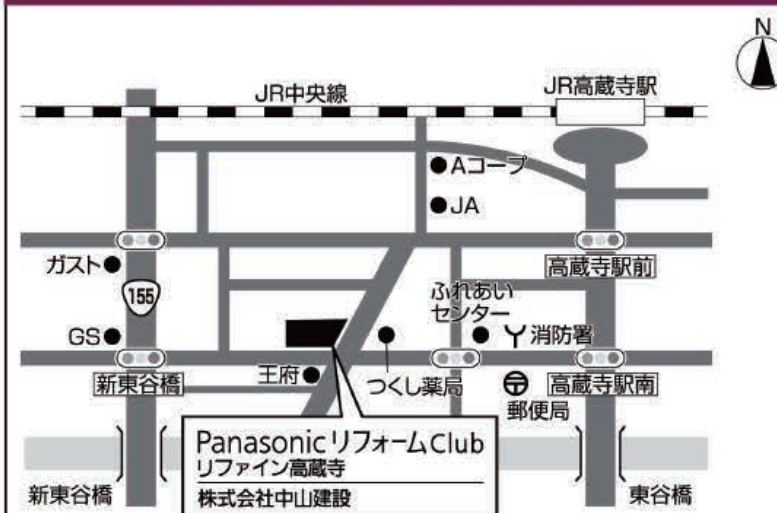 N
JR中央線
JR高蔵寺駅
Aコープ
JA
ガスト
高蔵寺駅前
155
ふれあい
センター
GS
消防署
新東谷橋
王府
つくし薬局
高蔵寺駅南
郵便局
Panasonic リフォームClub
リファイン高蔵寺
株式会社中山建設
新東谷橋
東谷橋